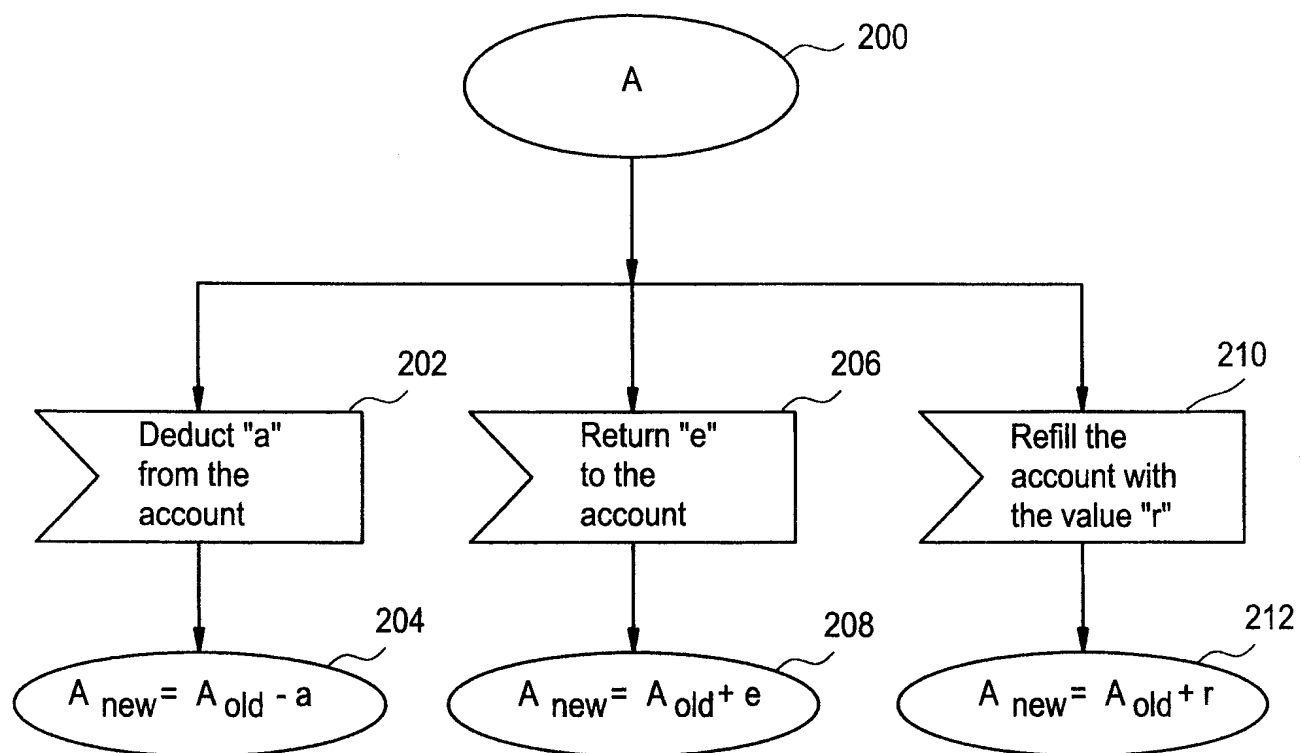 200
A
202
Deduct "a"
from the
account
206
Return "e"
to the
account
210
Refill the
account with
the value "r"
204
A new = A old - a
208
A new = A old + e
212
A new = A old + r